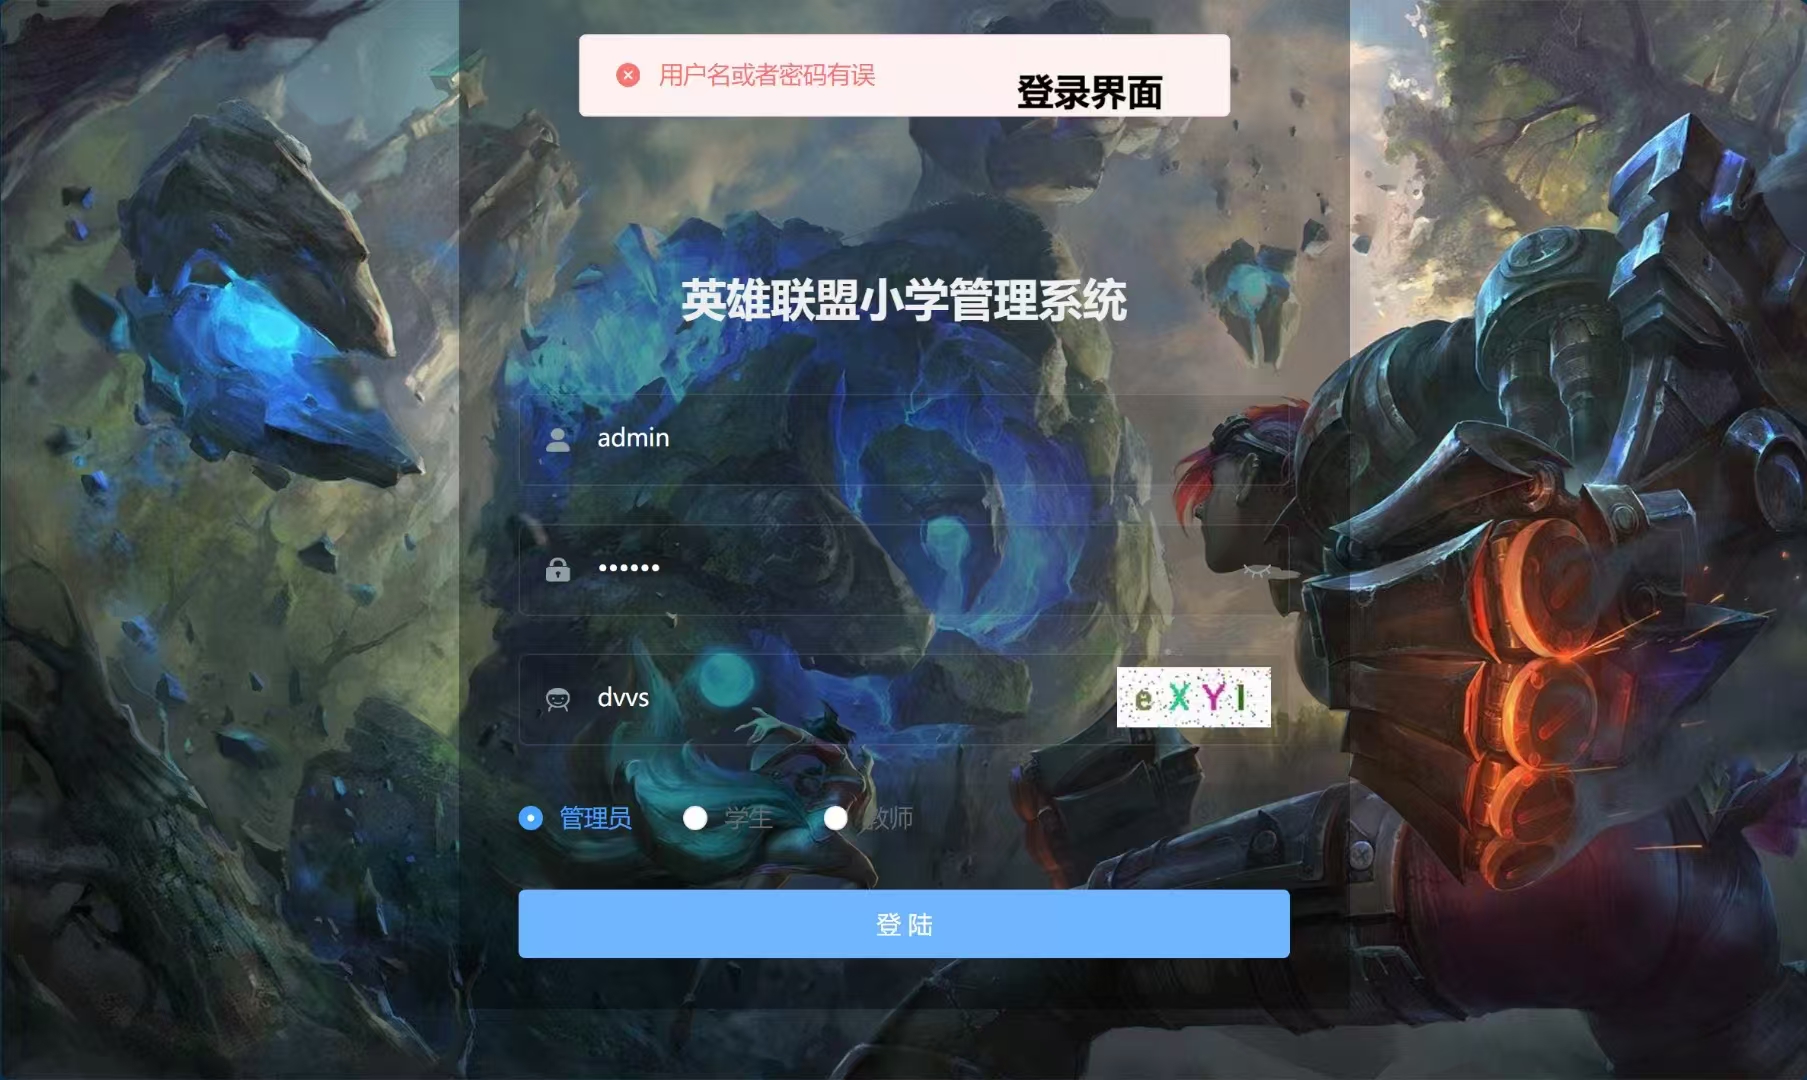 用户名或者密码有误
登录界面
英雄联盟小学管理系统
admin
••••••
dvvs
eXYl
管理员 学生 教师
登 陆